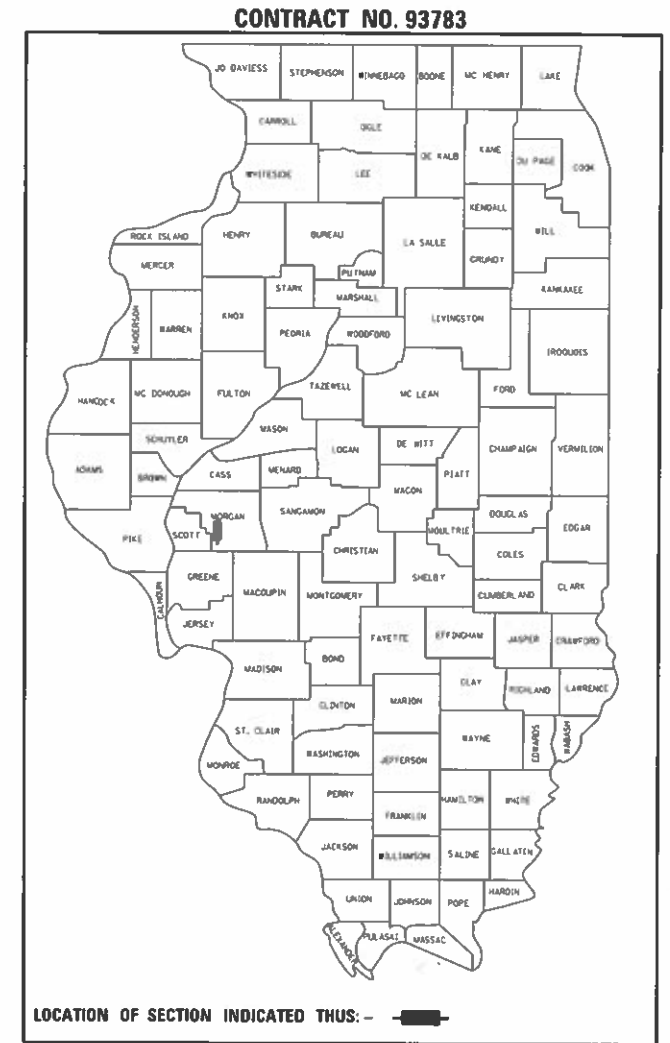 CONTRACT NO. 93783
JO DAVIESS
STEPHENSON
WINNEBAGO
BOONE
MC HENRY
LAKE
CARROLL
OGLE
DE KALB
KANE
DU PAGE
COOK
WHITESIDE
LEE
KENDALL
WILL
ROCK ISLAND
HENRY
BUREAU
LA SALLE
GRUNDY
MERCER
PUTNAM
KANKAKEE
STARK
MARSHALL
HENDERSON
WARREN
KNOX
PEORIA
WOODFORD
LIVINGSTON
IROQUOIS
HANCOCK
MC DONOUGH
FULTON
TAZEWELL
MC LEAN
FORD
SCHUYLER
MASON
LOGAN
DE WITT
CHAMPAIGN
VERMILION
ADAMS
BROWN
CASS
MENARD
PIATT
MACON
PIKE
SCOTT
MORGAN
SANGAMON
MOULTRIE
DOUGLAS
EDGAR
CHRISTIAN
COLES
CALHOUN
GREENE
MACOUPIN
MONTGOMERY
SHELBY
CUMBERLAND
CLARK
JERSEY
FAYETTE
EFFINGHAM
JASPER
CRAWFORD
MADISON
BOND
CLAY
RICHLAND
LAWRENCE
CLINTON
MARION
ST. CLAIR
WAYNE
EDWARDS
WABASH
MONROE
WASHINGTON
JEFFERSON
RANDOLPH
PERRY
HAMILTON
WHITE
FRANKLIN
JACKSON
WILLIAMSON
SALINE
GALLATEN
UNION
JOHNSON
POPE
HARDIN
ALEXANDER
PULASKI
MASSAC
LOCATION OF SECTION INDICATED THUS: -